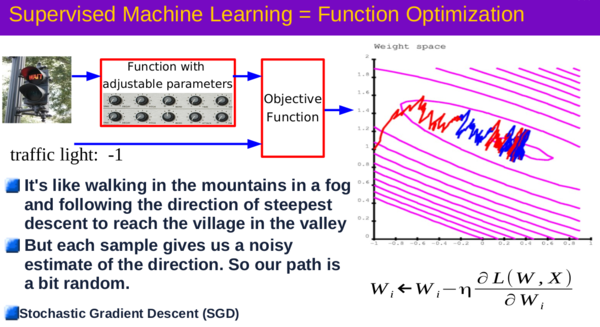 Supervised Machine Learning = Function Optimization
Function with
adjustable parameters
Objective
Function
traffic light: -1
Weight space
2
1.8
1.6
1.4
1.2
1
0.8
0.6
0.4
0.2
0
-1 -0.8 -0.6 -0.4 -0.2 0 0.2 0.4 0.6 0.8 1
It's like walking in the mountains in a fog
and following the direction of steepest
descent to reach the village in the valley
But each sample gives us a noisy
estimate of the direction. So our path is
a bit random.
W_i ← W_i − η ∂L(W,X) / ∂W_i
Stochastic Gradient Descent (SGD)